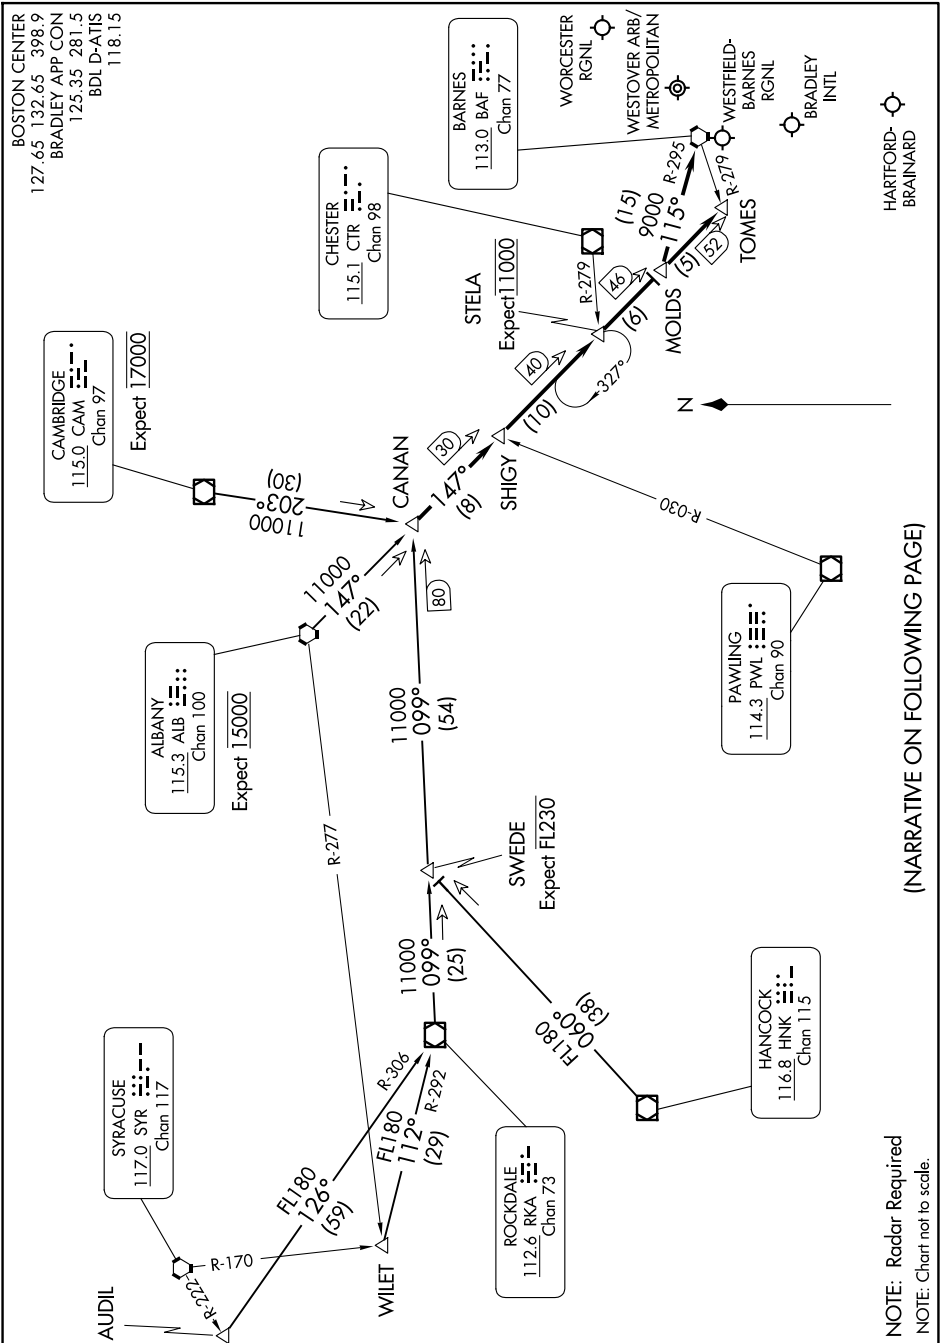 BOSTON CENTER
127.65 132.65 398.9
BRADLEY APP CON
125.35 281.5
BDL D-ATIS
118.15
SYRACUSE
117.0 SYR
Chan 117
AUDIL
R-222
R-170
FL180
126°
(59)
R-306
WILET
FL180
112°
(29)
R-292
ROCKDALE
112.6 RKA
Chan 73
11000
099°
(25)
HANCOCK
116.8 HNK
Chan 115
FL180
060°
(38)
SWEDE
Expect FL230
R-277
ALBANY
115.3 ALB
Chan 100
Expect 15000
11000
099°
(54)
80
11000
147°
(22)
CAMBRIDGE
115.0 CAM
Chan 97
Expect 17000
11000
203°
(30)
CANAN
30
147°
(8)
SHIGY
R-030
PAWLING
114.3 PWL
Chan 90
40
(10)
327°
STELA
Expect 11000
CHESTER
115.1 CTR
Chan 98
R-279
46
(6)
MOLDS
(15)
9000
115°
R-295
(5)
52
TOMES
R-279
BARNES
113.0 BAF
Chan 77
WORCESTER
RGNL
WESTOVER ARB/
METROPOLITAN
WESTFIELD-
BARNES
RGNL
BRADLEY
INTL
HARTFORD-
BRAINARD
N
(NARRATIVE ON FOLLOWING PAGE)
NOTE: Radar Required
NOTE: Chart not to scale.